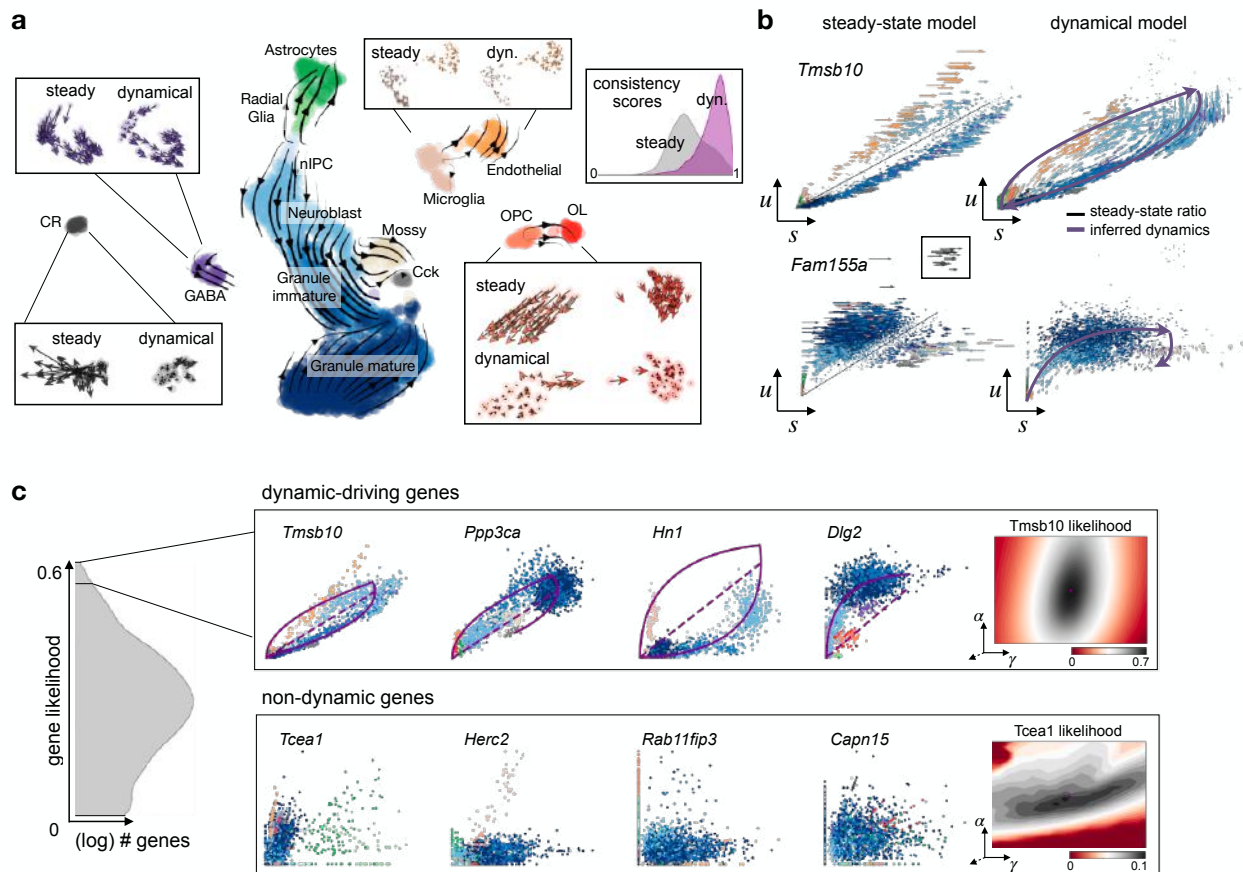 a
Astrocytes
steady
dyn.
steady
dynamical
Radial
Glia
consistency
scores
dyn.
steady
0
1
nIPC
Endothelial
Microglia
CR
Neuroblast
Mossy
OPC
OL
GABA
Granule
immature
Cck
steady
dynamical
steady
dynamical
Granule mature
b
steady-state model
dynamical model
Tmsb10
u
s
u
s
steady-state ratio
inferred dynamics
Fam155a
u
s
u
s
c
dynamic-driving genes
0.6
gene likelihood
0
(log) # genes
Tmsb10
Ppp3ca
Hn1
Dlg2
Tmsb10 likelihood
α
γ
0
0.7
non-dynamic genes
Tcea1
Herc2
Rab11fip3
Capn15
Tcea1 likelihood
α
γ
0
0.1